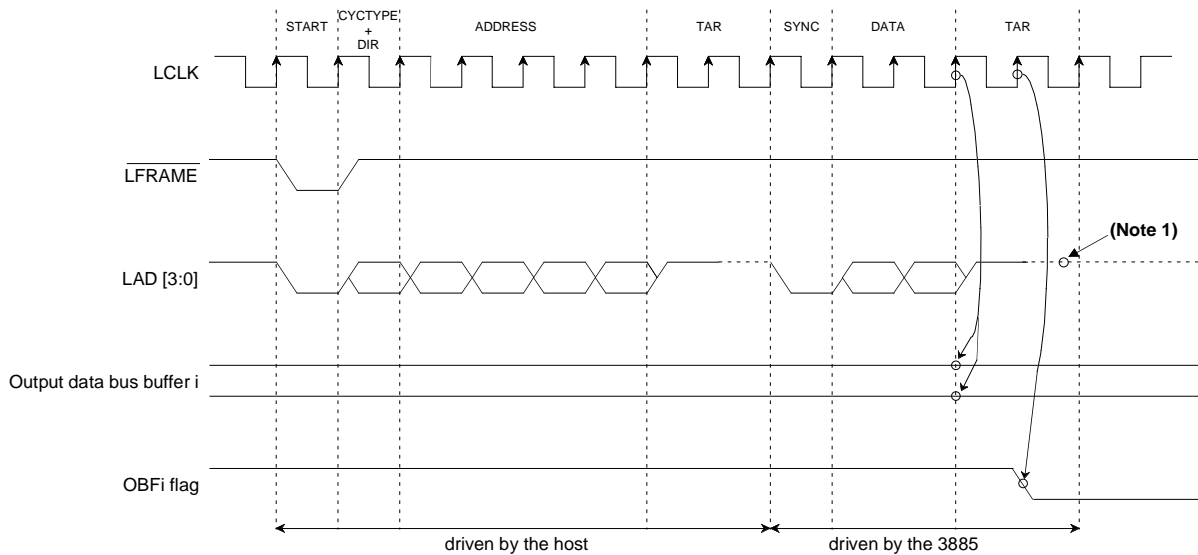 START
CYCTYPE
+
DIR
ADDRESS
TAR
SYNC
DATA
TAR
LCLK
LFRAME
(Note 1)
LAD [3:0]
Output data bus buffer i
OBFi flag
driven by the host
driven by the 3885